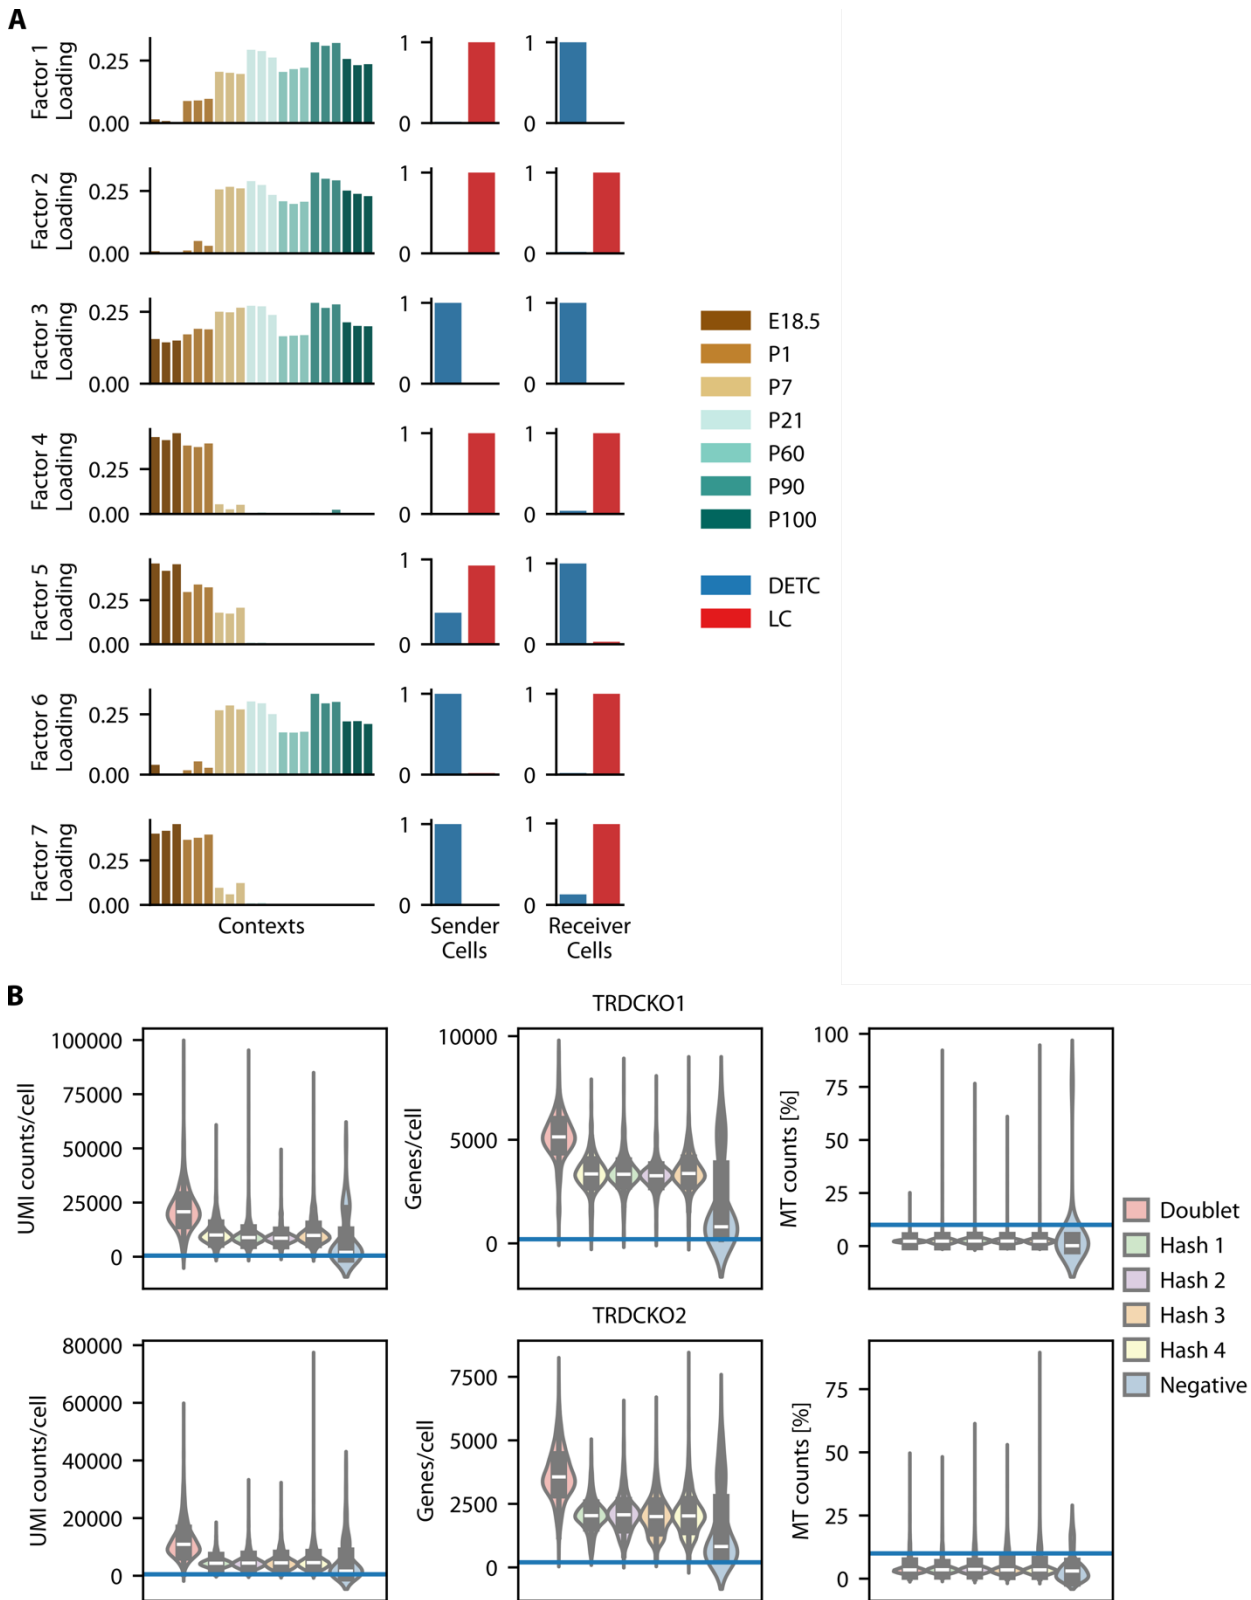 A
Factor 1
Loading
0.25
0.00
1
0
1
0
Factor 2
Loading
0.25
0.00
1
0
1
0
Factor 3
Loading
0.25
0.00
1
0
1
0
Factor 4
Loading
0.25
0.00
1
0
1
0
Factor 5
Loading
0.25
0.00
1
0
1
0
Factor 6
Loading
0.25
0.00
1
0
1
0
Factor 7
Loading
0.25
0.00
1
0
1
0
Contexts
Sender
Cells
Receiver
Cells
E18.5
P1
P7
P21
P60
P90
P100
DETC
LC
B
TRDCKO1
UMI counts/cell
100000
75000
50000
25000
0
Genes/cell
10000
5000
0
MT counts [%]
100
75
50
25
0
Doublet
Hash 1
Hash 2
Hash 3
Hash 4
Negative
TRDCKO2
UMI counts/cell
80000
60000
40000
20000
0
Genes/cell
7500
5000
2500
0
MT counts [%]
75
50
25
0